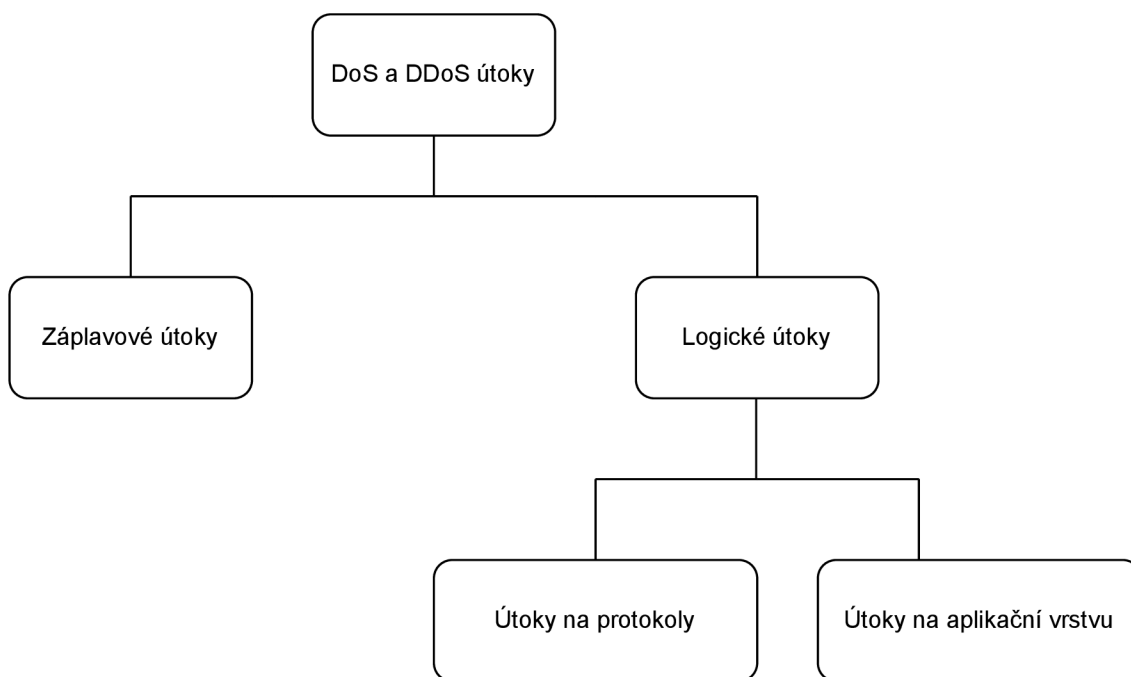 DoS a DDoS útoky
Záplavové útoky
Logické útoky
Útoky na protokoly
Útoky na aplikační vrstvu